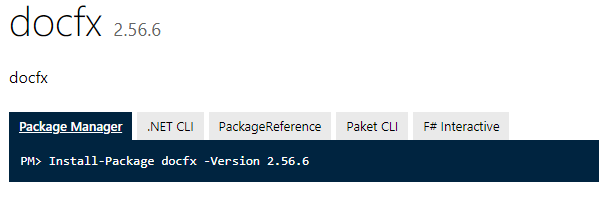 docfx 2.56.6
docfx
Package Manager .NET CLI PackageReference Paket CLI F# Interactive
PM> Install-Package docfx -Version 2.56.6